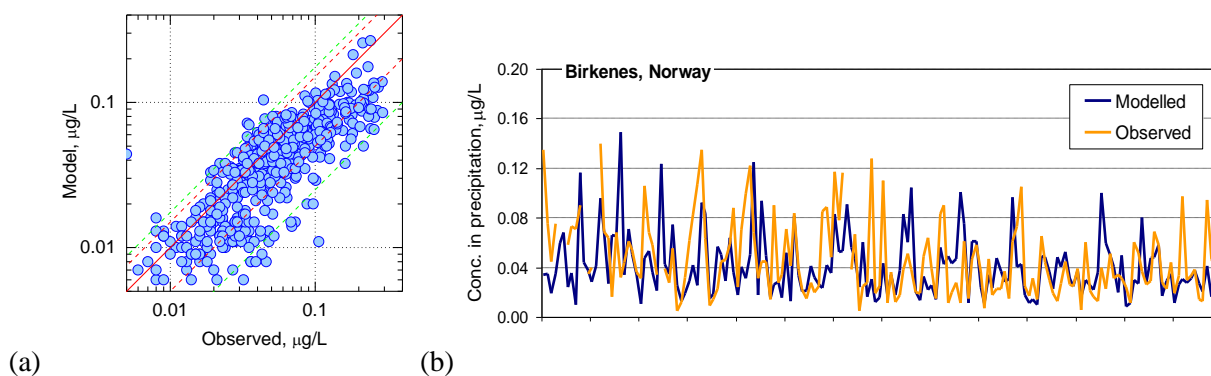 0.1
0.01
Model, µg/L
0.01
0.1
Observed, µg/L
(a)
Birkenes, Norway
0.20
0.16
0.12
0.08
0.04
0.00
Conc. in precipitation, µg/L
Modelled
Observed
(b)